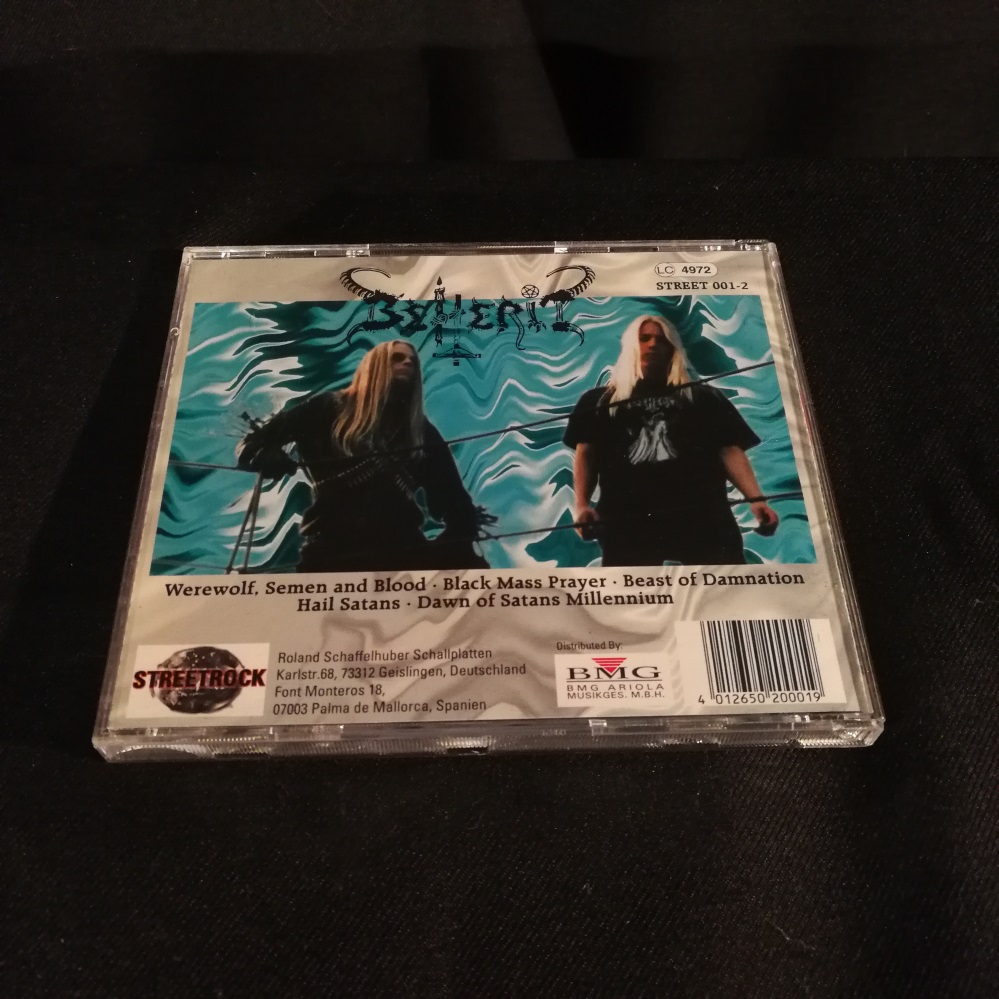 LC 4972
STREET 001-2
BEHERIT
Werewolf, Semen and Blood · Black Mass Prayer · Beast of Damnation
Hail Satans · Dawn of Satans Millennium
STREETROCK
Roland Schaffelhuber Schallplatten
Karlstr.68, 73312 Geislingen, Deutschland
Font Monteros 18,
07003 Palma de Mallorca, Spanien
Distributed By:
BMG
BMG ARIOLA
MUSIKGES. M.B.H.
4 012650 200019